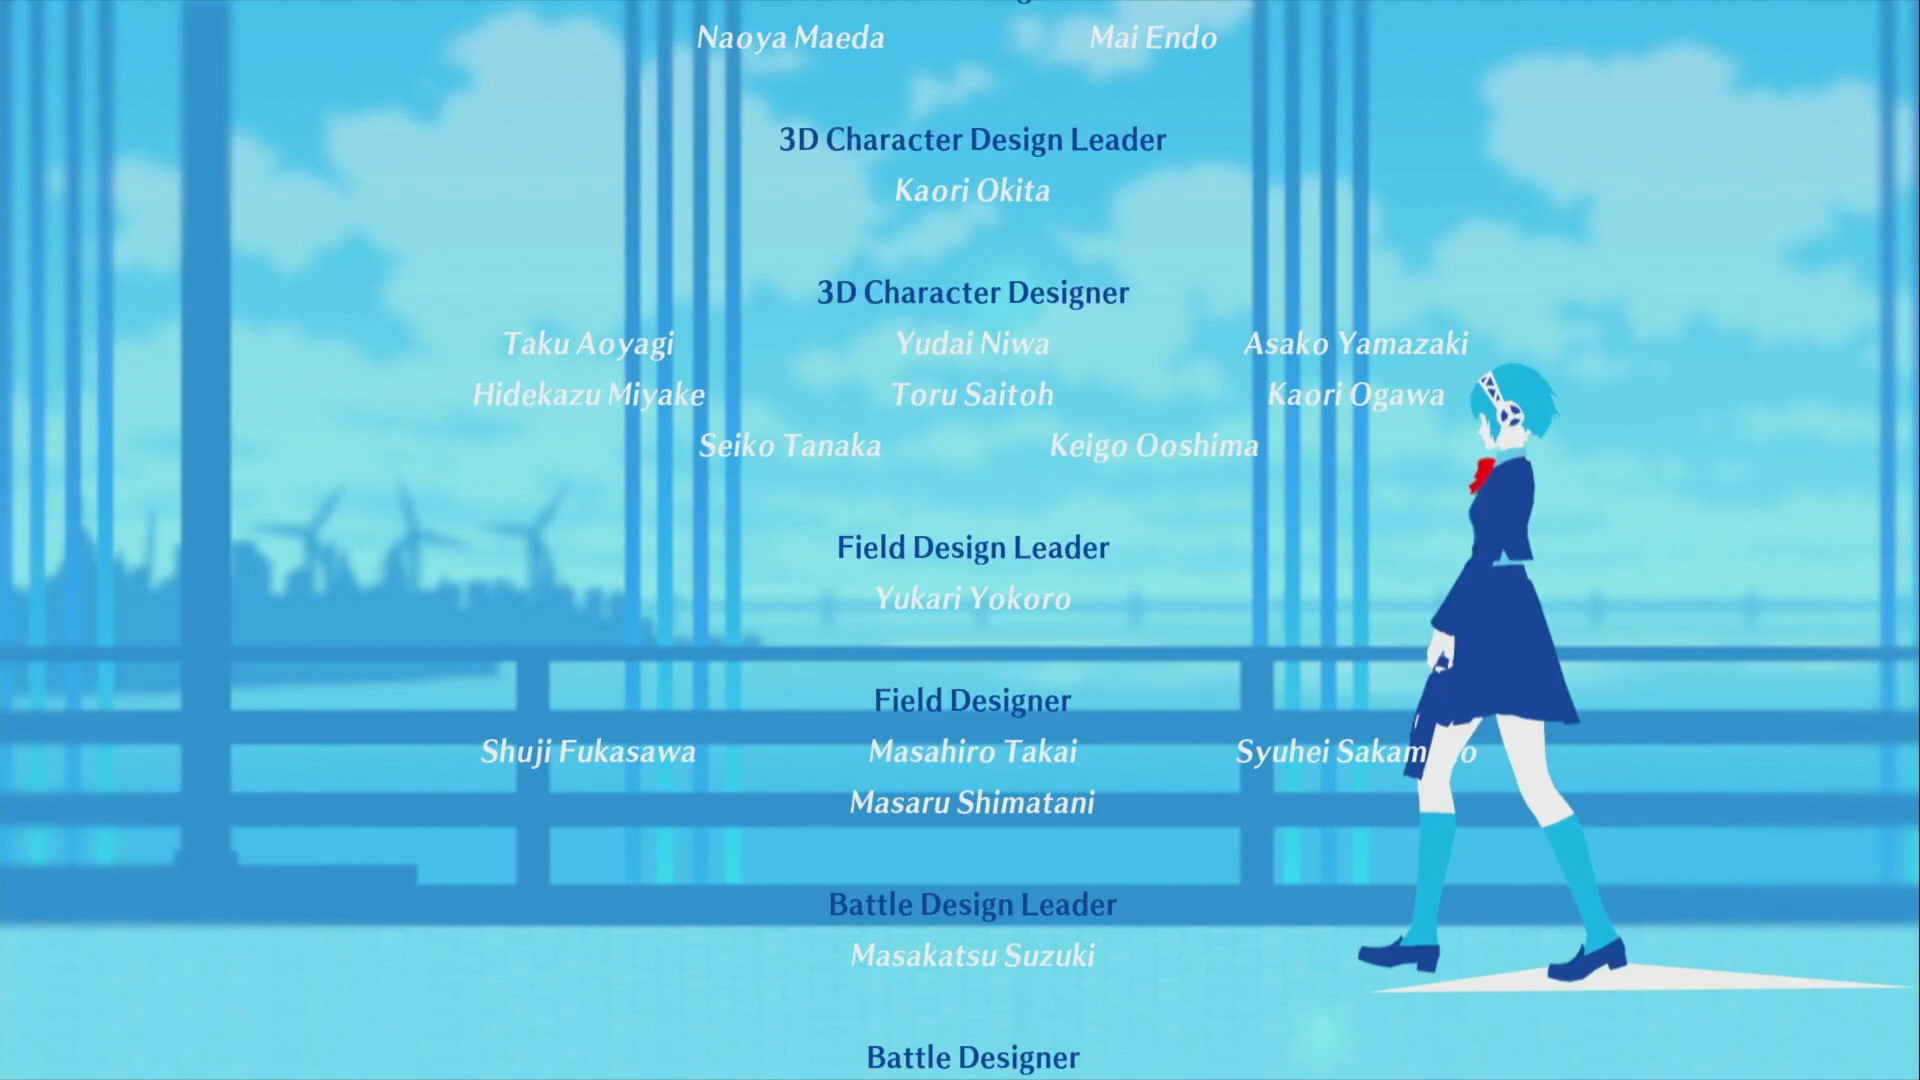 Naoya Maeda Mai Endo
3D Character Design Leader
Kaori Okita
3D Character Designer
Taku Aoyagi Yudai Niwa Asako Yamazaki
Hidekazu Miyake Toru Saitoh Kaori Ogawa
Seiko Tanaka Keigo Ooshima
Field Design Leader
Yukari Yokoro
Field Designer
Shuji Fukasawa Masahiro Takai Syuhei
Masaru Shimatani
Battle Design Leader
Masakatsu Suzuki
Battle Designer